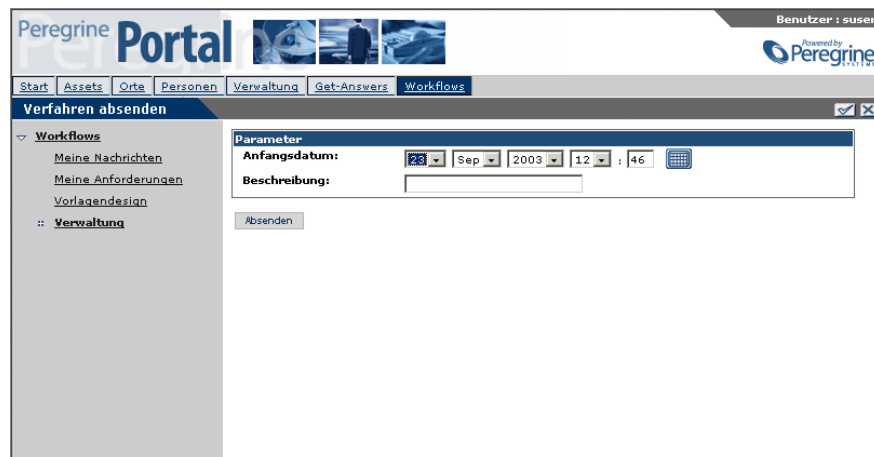 Peregrine Portal
Benutzer : suser
Powered by
Peregrine
SYSTEMS
Start Assets Orte Personen Verwaltung Get-Answers Workflows
Verfahren absenden
Workflows
Meine Nachrichten
Meine Anforderungen
Vorlagendesign
Verwaltung
Parameter
Anfangsdatum: 23 Sep 2003 12 : 46
Beschreibung:
Absenden